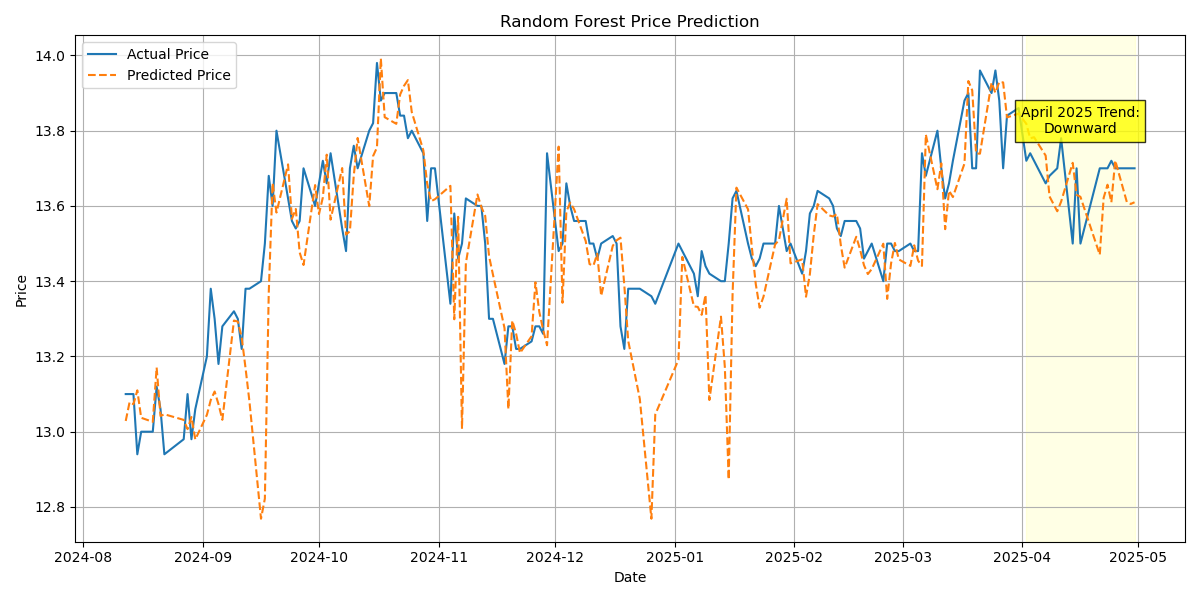 Random Forest Price Prediction
Actual Price
Predicted Price
April 2025 Trend:
Downward
Price
14.0
13.8
13.6
13.4
13.2
13.0
12.8
2024-08 2024-09 2024-10 2024-11 2024-12 2025-01 2025-02 2025-03 2025-04 2025-05
Date